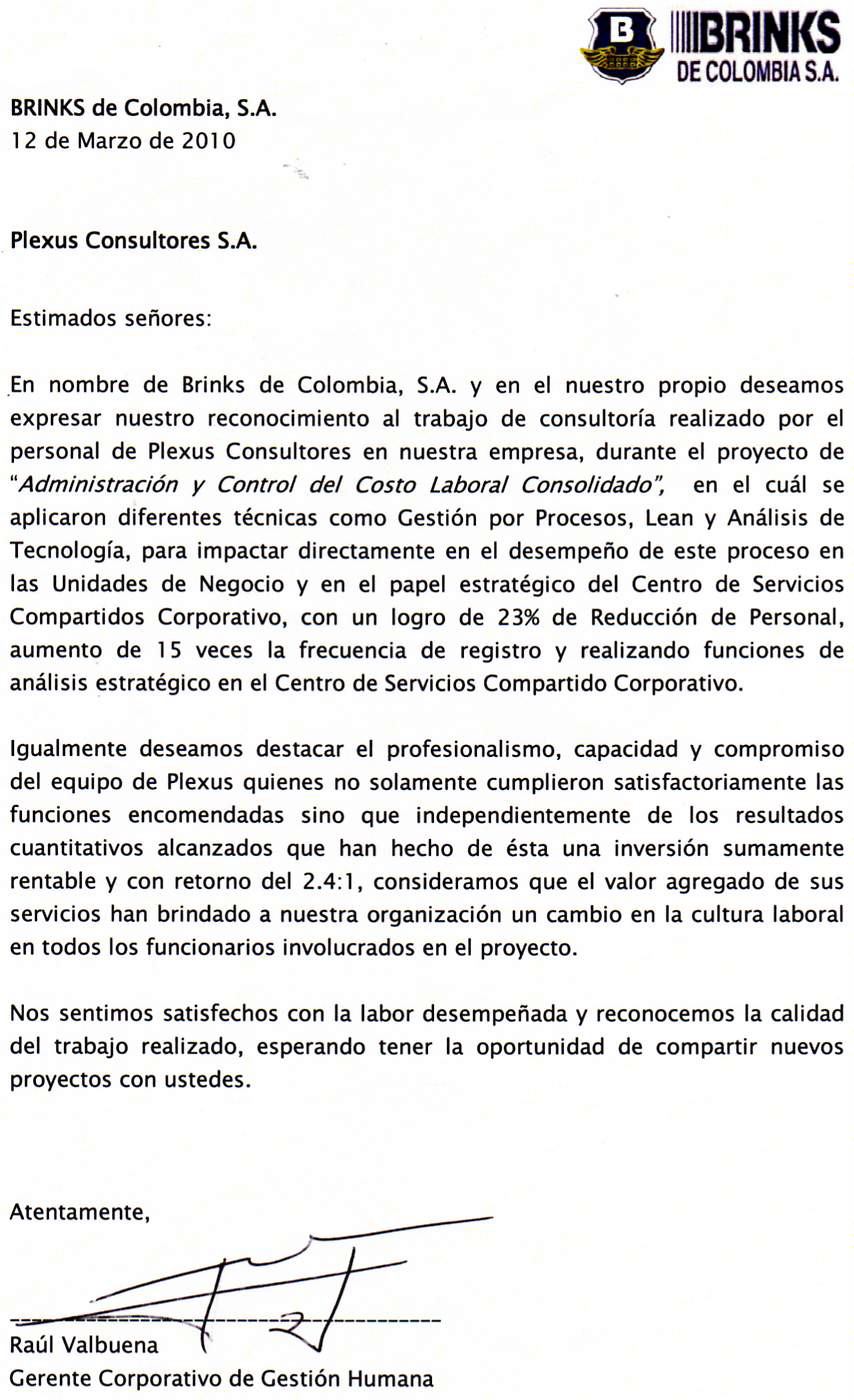 B
BRINKS
DE COLOMBIA S.A.
BRINKS de Colombia, S.A.
12 de Marzo de 2010
Plexus Consultores S.A.
Estimados señores:
En nombre de Brinks de Colombia, S.A. y en el nuestro propio deseamos
expresar nuestro reconocimiento al trabajo de consultoría realizado por el
personal de Plexus Consultores en nuestra empresa, durante el proyecto de
“Administración y Control del Costo Laboral Consolidado”, en el cuál se
aplicaron diferentes técnicas como Gestión por Procesos, Lean y Análisis de
Tecnología, para impactar directamente en el desempeño de este proceso en
las Unidades de Negocio y en el papel estratégico del Centro de Servicios
Compartidos Corporativo, con un logro de 23% de Reducción de Personal,
aumento de 15 veces la frecuencia de registro y realizando funciones de
análisis estratégico en el Centro de Servicios Compartido Corporativo.
Igualmente deseamos destacar el profesionalismo, capacidad y compromiso
del equipo de Plexus quienes no solamente cumplieron satisfactoriamente las
funciones encomendadas sino que independientemente de los resultados
cuantitativos alcanzados que han hecho de ésta una inversión sumamente
rentable y con retorno del 2.4:1, consideramos que el valor agregado de sus
servicios han brindado a nuestra organización un cambio en la cultura laboral
en todos los funcionarios involucrados en el proyecto.
Nos sentimos satisfechos con la labor desempeñada y reconocemos la calidad
del trabajo realizado, esperando tener la oportunidad de compartir nuevos
proyectos con ustedes.
Atentamente,
Raúl Valbuena
Gerente Corporativo de Gestión Humana